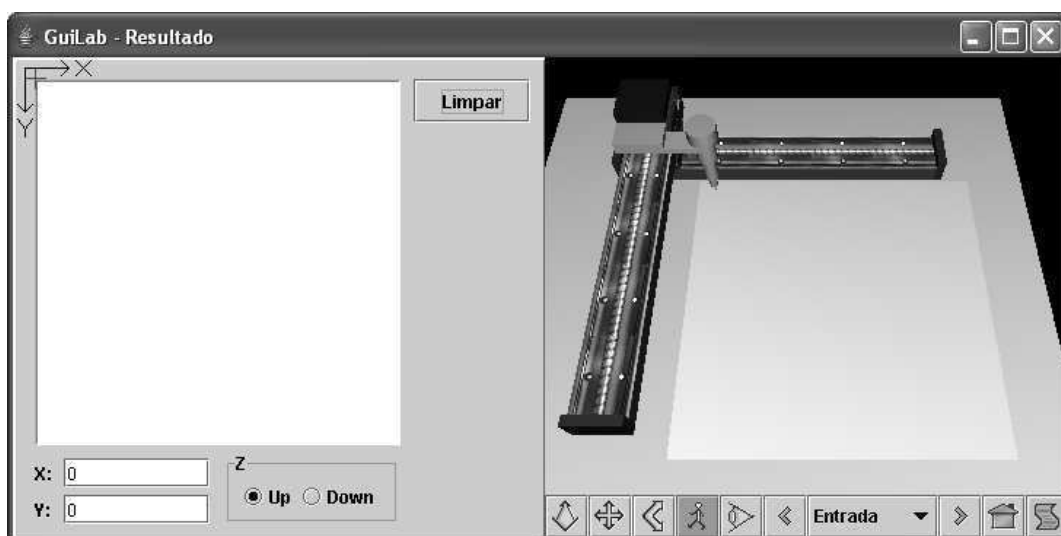 GuiLab - Resultado
X
Y
Limpar
X: 0
Y: 0
Z
Up Down
Entrada